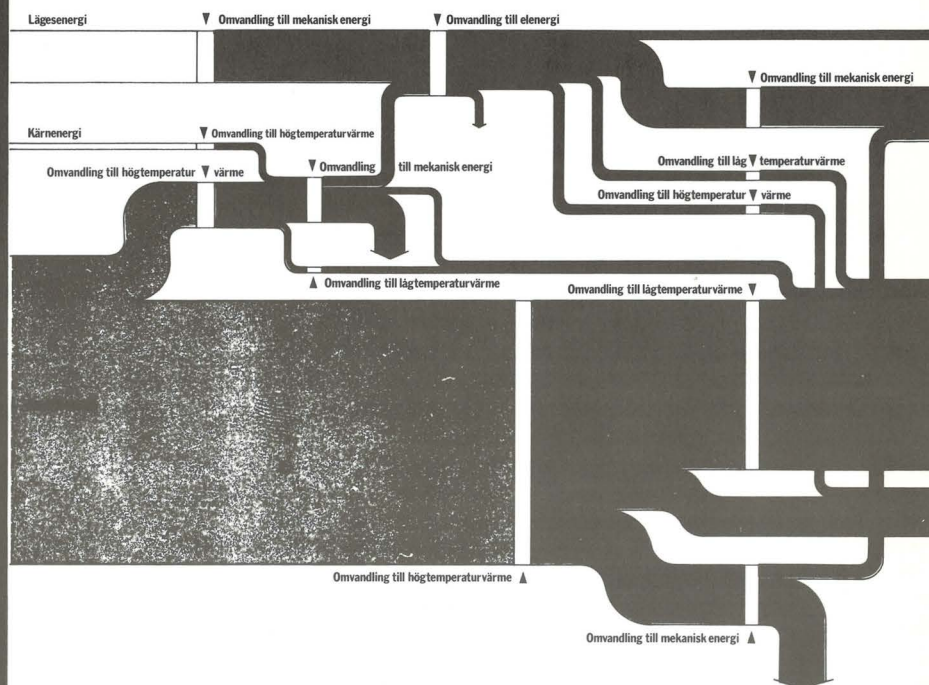 Lägesenergi
Omvandling till mekanisk energi
Omvandling till elenergi
Omvandling till mekanisk energi
Kärnenergi
Omvandling till högtemperaturvärme
Omvandling till högtemperatur värme
Omvandling till mekanisk energi
Omvandling till låg temperaturvärme
Omvandling till högtemperatur värme
Omvandling till lågtemperaturvärme
Omvandling till lågtemperaturvärme
Omvandling till högtemperaturvärme
Omvandling till mekanisk energi